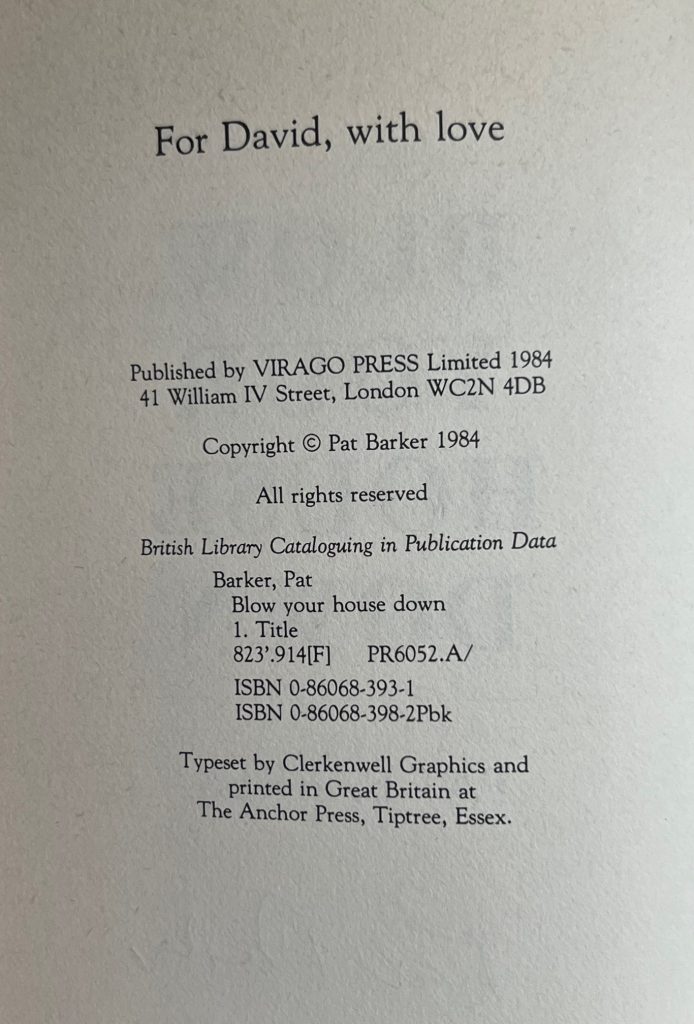 For David, with love
Published by VIRAGO PRESS Limited 1984
41 William IV Street, London WC2N 4DB
Copyright © Pat Barker 1984
All rights reserved
British Library Cataloguing in Publication Data
Barker, Pat
Blow your house down
1. Title
823'.914[F] PR6052.A/
ISBN 0-86068-393-1
ISBN 0-86068-398-2Pbk
Typeset by Clerkenwell Graphics and
printed in Great Britain at
The Anchor Press, Tiptree, Essex.